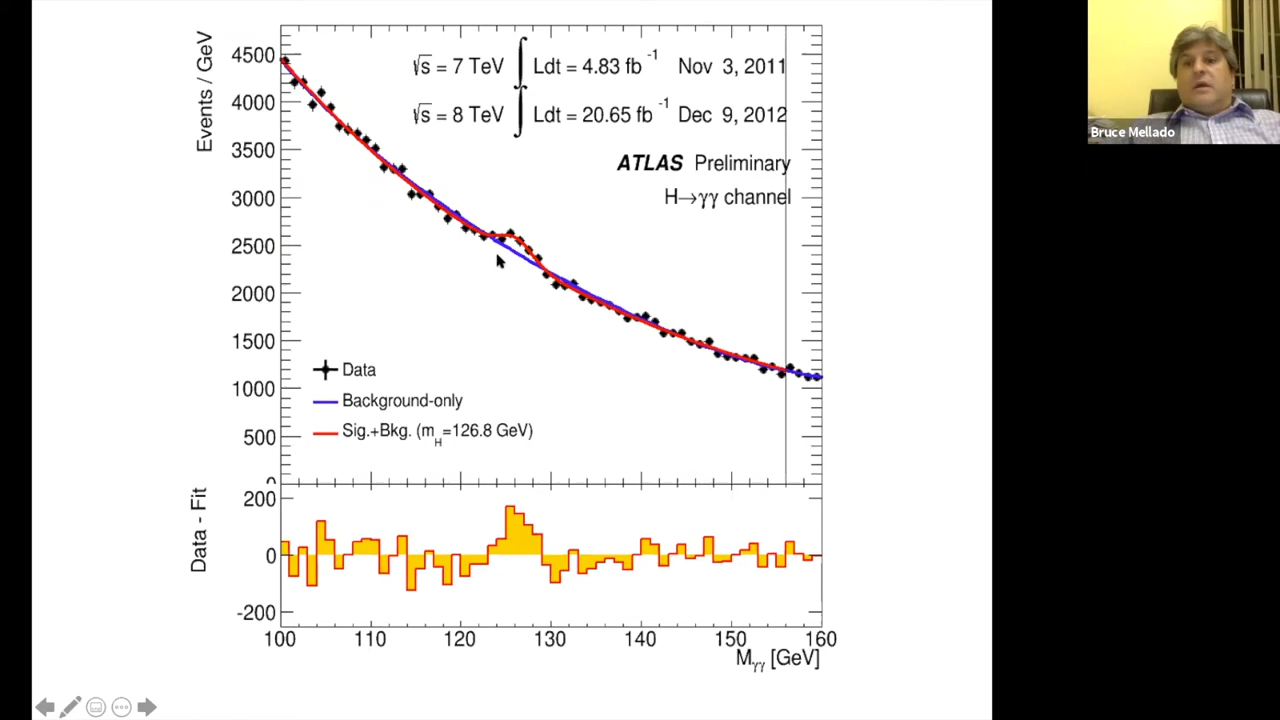 Events / GeV
4500
4000
3500
3000
2500
2000
1500
1000
500
0
√s = 7 TeV ∫ Ldt = 4.83 fb⁻¹ Nov 3, 2011
√s = 8 TeV ∫ Ldt = 20.65 fb⁻¹ Dec 9, 2012
ATLAS Preliminary
H→γγ channel
Data
Background-only
Sig.+Bkg. (m_H=126.8 GeV)
Data - Fit
200
0
-200
100 110 120 130 140 150 160
M_γγ [GeV]
Bruce Mellado